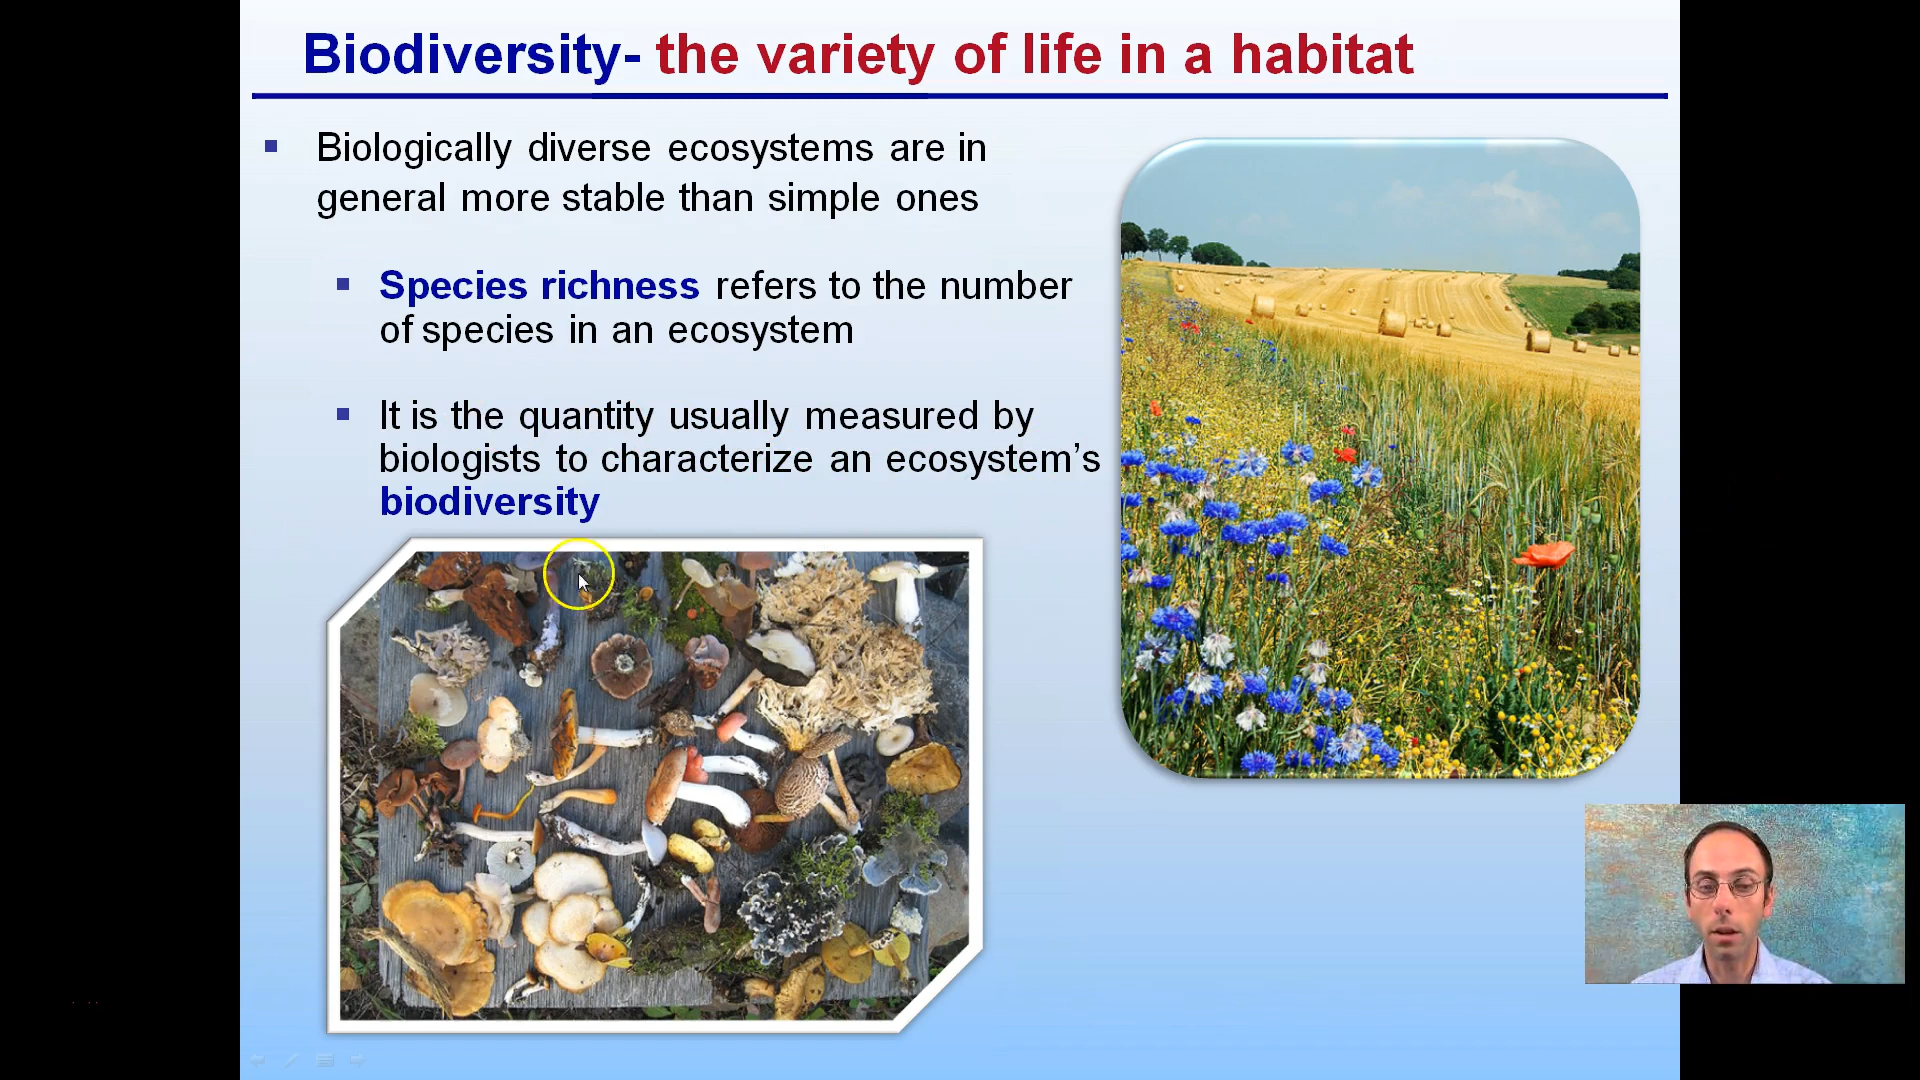 Biodiversity- the variety of life in a habitat
Biologically diverse ecosystems are in
general more stable than simple ones
Species richness refers to the number
of species in an ecosystem
It is the quantity usually measured by
biologists to characterize an ecosystem’s
biodiversity